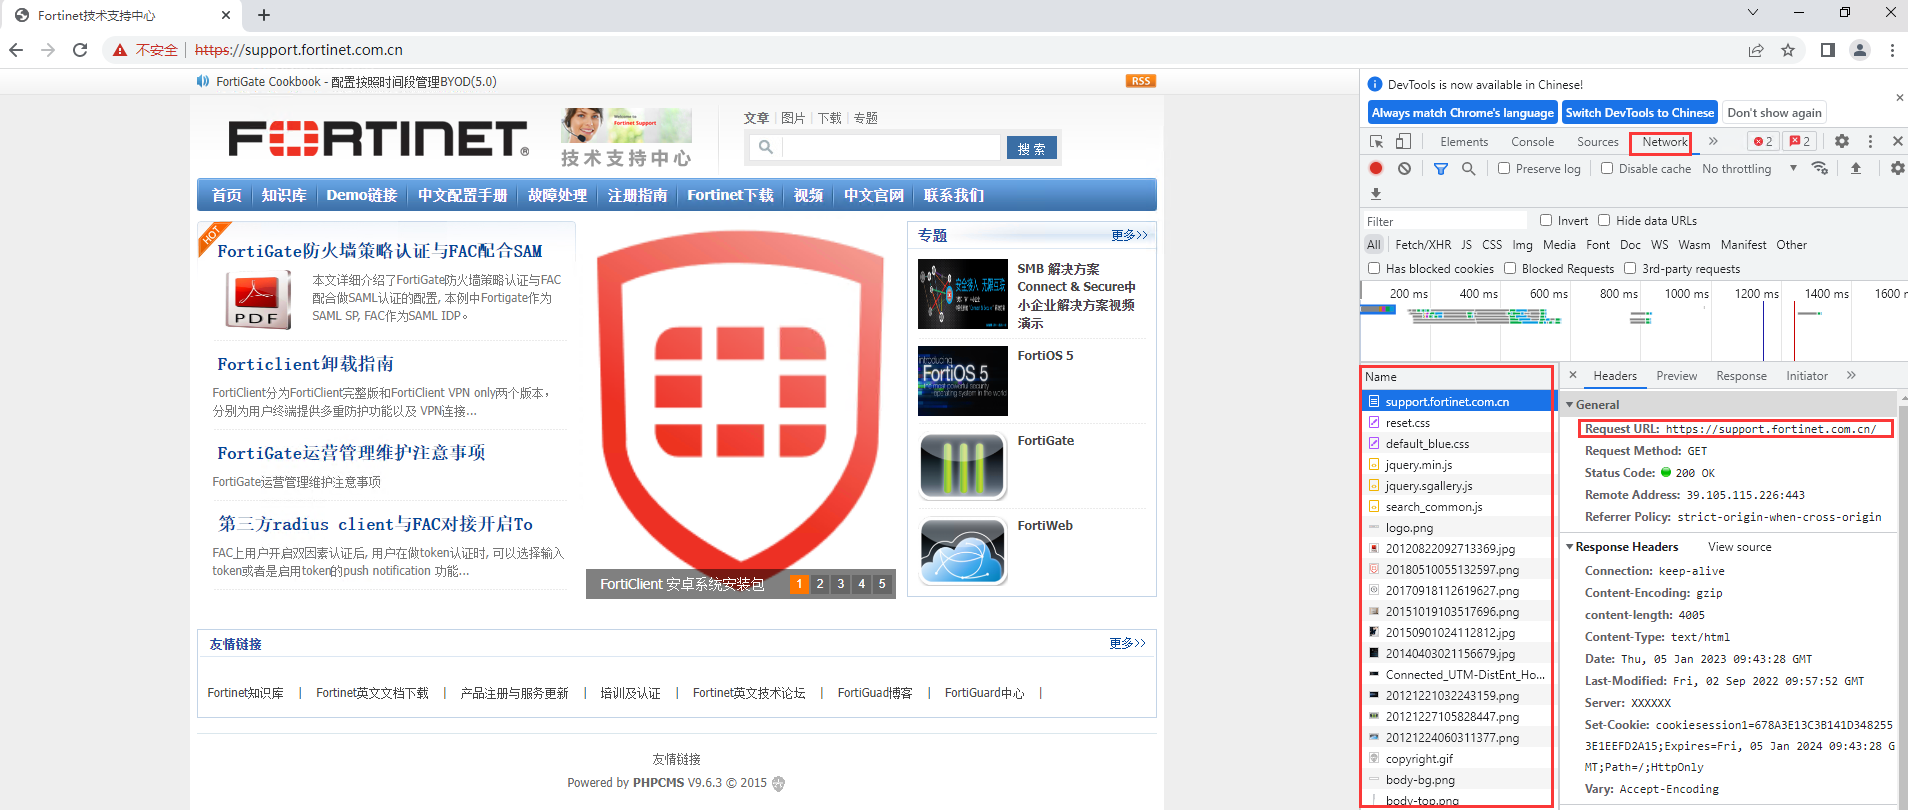 Fortinet技术支持中心
不安全 | https://support.fortinet.com.cn
FortiGate Cookbook - 配置按照时间段管理BYOD(5.0)
RSS
FORTINET®
Welcome to
Fortinet Support
技术支持中心
文章 | 图片 | 下载 | 专题
搜 索
首页 知识库 Demo链接 中文配置手册 故障处理 注册指南 Fortinet下载 视频 中文官网 联系我们
HOT
FortiGate防火墙策略认证与FAC配合SAM
PDF
本文详细介绍了FortiGate防火墙策略认证与FAC
配合做SAML认证的配置, 本例中Fortigate作为
SAML SP, FAC作为SAML IDP。
Forticlient卸载指南
FortiClient分为FortiClient完整版和FortiClient VPN only两个版本，
分别为用户终端提供多重防护功能以及 VPN连接...
FortiGate运营管理维护注意事项
FortiGate运营管理维护注意事项
第三方radius client与FAC对接开启To
FAC上用户开启双因素认证后, 用户在做token认证时, 可以选择输入
token或者是启用token的push notification 功能...
FortiClient 安卓系统安装包
1 2 3 4 5
专题
更多>>
安全接入 无限互联
SMB 解决方案
Connect & Secure中
小企业解决方案视频
演示
introducing
FortiOS 5
the most powerful security
operating system in the world
FortiOS 5
FortiGate
FortiWeb
友情链接
更多>>
Fortinet知识库 | Fortinet英文文档下载 | 产品注册与服务更新 | 培训及认证 | Fortinet英文技术论坛 | FortiGuad博客 | FortiGuard中心 |
友情链接
Powered by PHPCMS V9.6.3 © 2015
DevTools is now available in Chinese!
Always match Chrome's language
Switch DevTools to Chinese
Don't show again
Elements Console Sources Network 2 2
Preserve log Disable cache No throttling
Filter
Invert Hide data URLs
All Fetch/XHR JS CSS Img Media Font Doc WS Wasm Manifest Other
Has blocked cookies Blocked Requests 3rd-party requests
200 ms 400 ms 600 ms 800 ms 1000 ms 1200 ms 1400 ms 1600 m
Name
support.fortinet.com.cn
reset.css
default_blue.css
jquery.min.js
jquery.sgallery.js
search_common.js
logo.png
20120822092713369.jpg
20180510055132597.png
20170918112619627.png
20151019103517696.png
20150901024112812.jpg
20140403021156679.jpg
Connected_UTM-DistEnt_Ho...
20121221032243159.png
20121227105828447.png
20121224060311377.png
copyright.gif
body-bg.png
body-top.png
Headers Preview Response Initiator
General
Request URL: https://support.fortinet.com.cn/
Request Method: GET
Status Code: 200 OK
Remote Address: 39.105.115.226:443
Referrer Policy: strict-origin-when-cross-origin
Response Headers View source
Connection: keep-alive
Content-Encoding: gzip
content-length: 4005
Content-Type: text/html
Date: Thu, 05 Jan 2023 09:43:28 GMT
Last-Modified: Fri, 02 Sep 2022 09:57:52 GMT
Server: XXXXXX
Set-Cookie: cookiesession1=678A3E13C3B141D348255
3E1EEFD2A15;Expires=Fri, 05 Jan 2024 09:43:28 G
MT;Path=/;HttpOnly
Vary: Accept-Encoding